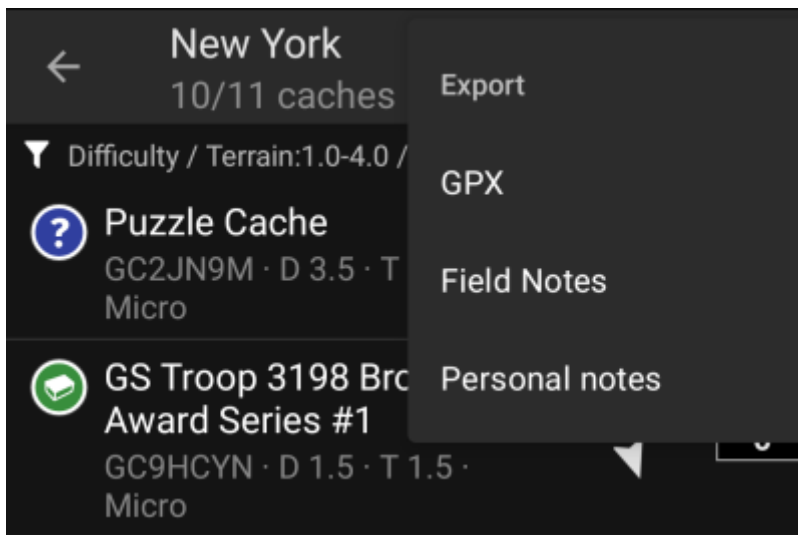 New York
10/11 caches
Difficulty / Terrain:1.0-4.0 /
Puzzle Cache
GC2JN9M · D 3.5 · T
Micro
GS Troop 3198 Bro
Award Series #1
GC9HCYN · D 1.5 · T 1.5 ·
Micro
Export
GPX
Field Notes
Personal notes